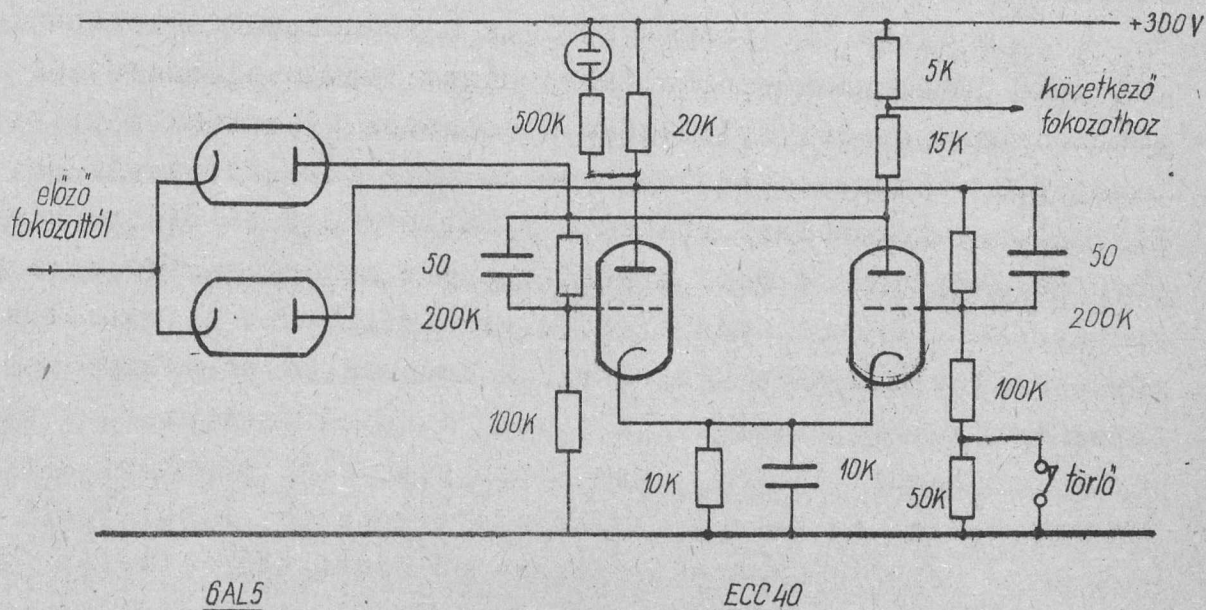 +300V
5K
következő
fokozathoz
500K
20K
15K
előző
fokozattól
50
200K
50
200K
100K
100K
10K
10K
50K
törlő
6AL5
ECC40